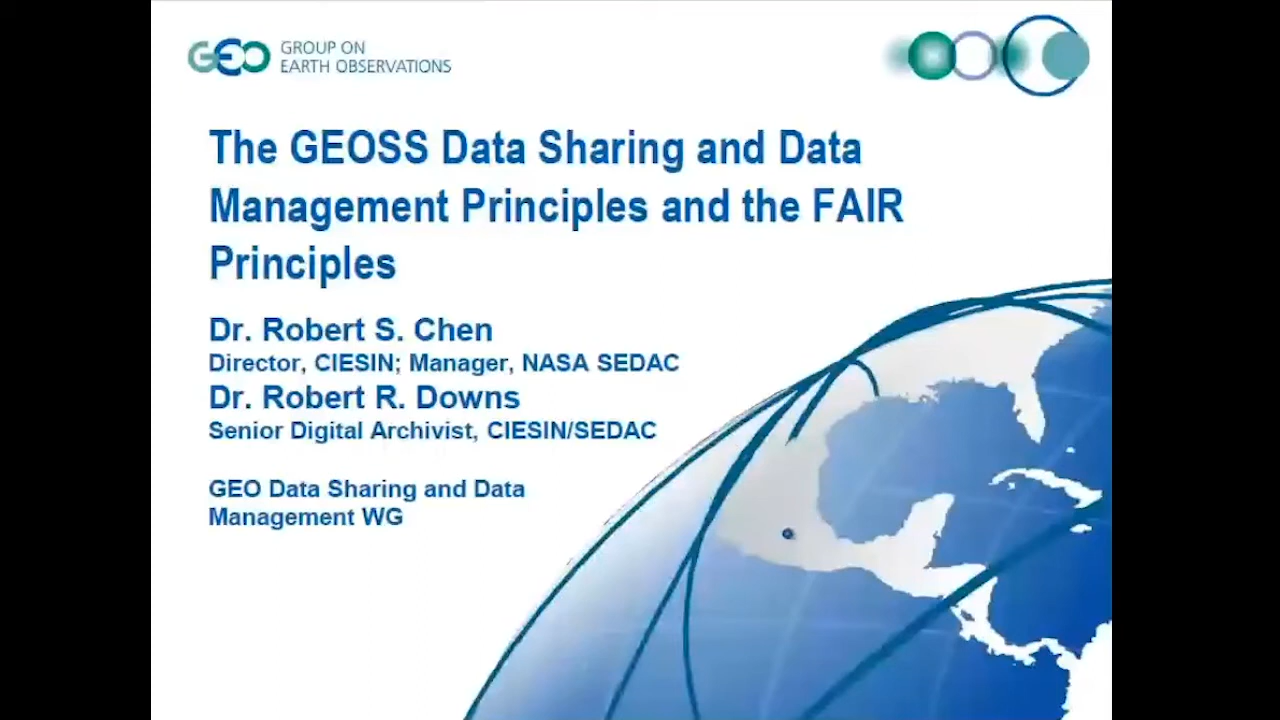 GEO GROUP ON
EARTH OBSERVATIONS
The GEOSS Data Sharing and Data
Management Principles and the FAIR
Principles
Dr. Robert S. Chen
Director, CIESIN; Manager, NASA SEDAC
Dr. Robert R. Downs
Senior Digital Archivist, CIESIN/SEDAC
GEO Data Sharing and Data
Management WG